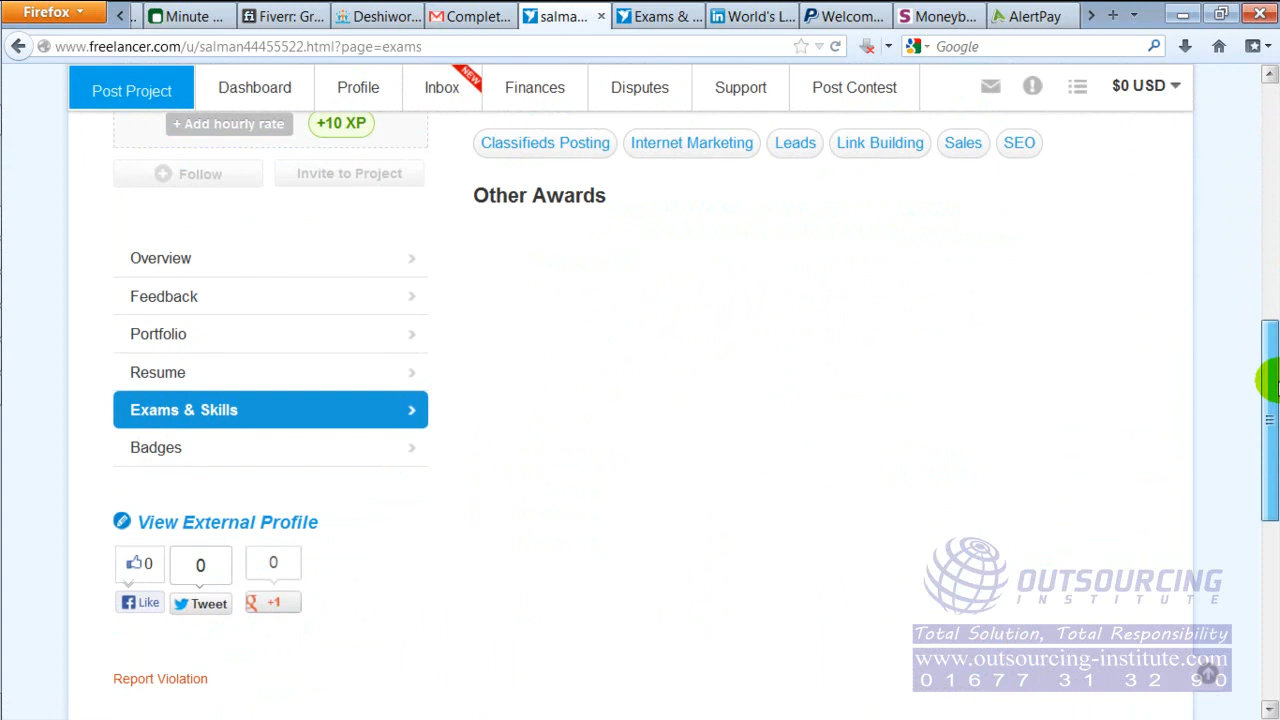 Firefox
Minute ...
Fiverr: Gr...
Deshiwor...
Complet...
salma...
Exams & ...
World's L...
Welcom...
Moneyb...
AlertPay
www.freelancer.com/u/salman44455522.html?page=exams
Google
Post Project
Dashboard
Profile
Inbox
NEW
Finances
Disputes
Support
Post Contest
$0 USD
+ Add hourly rate
+10 XP
Classifieds Posting
Internet Marketing
Leads
Link Building
Sales
SEO
Follow
Invite to Project
Other Awards
Overview
Feedback
Portfolio
Resume
Exams & Skills
Badges
View External Profile
0
0
0
Like
Tweet
+1
Report Violation
OUTSOURCING
INSTITUTE
Total Solution, Total Responsibility
www.outsourcing-institute.com
01677 31 32 90